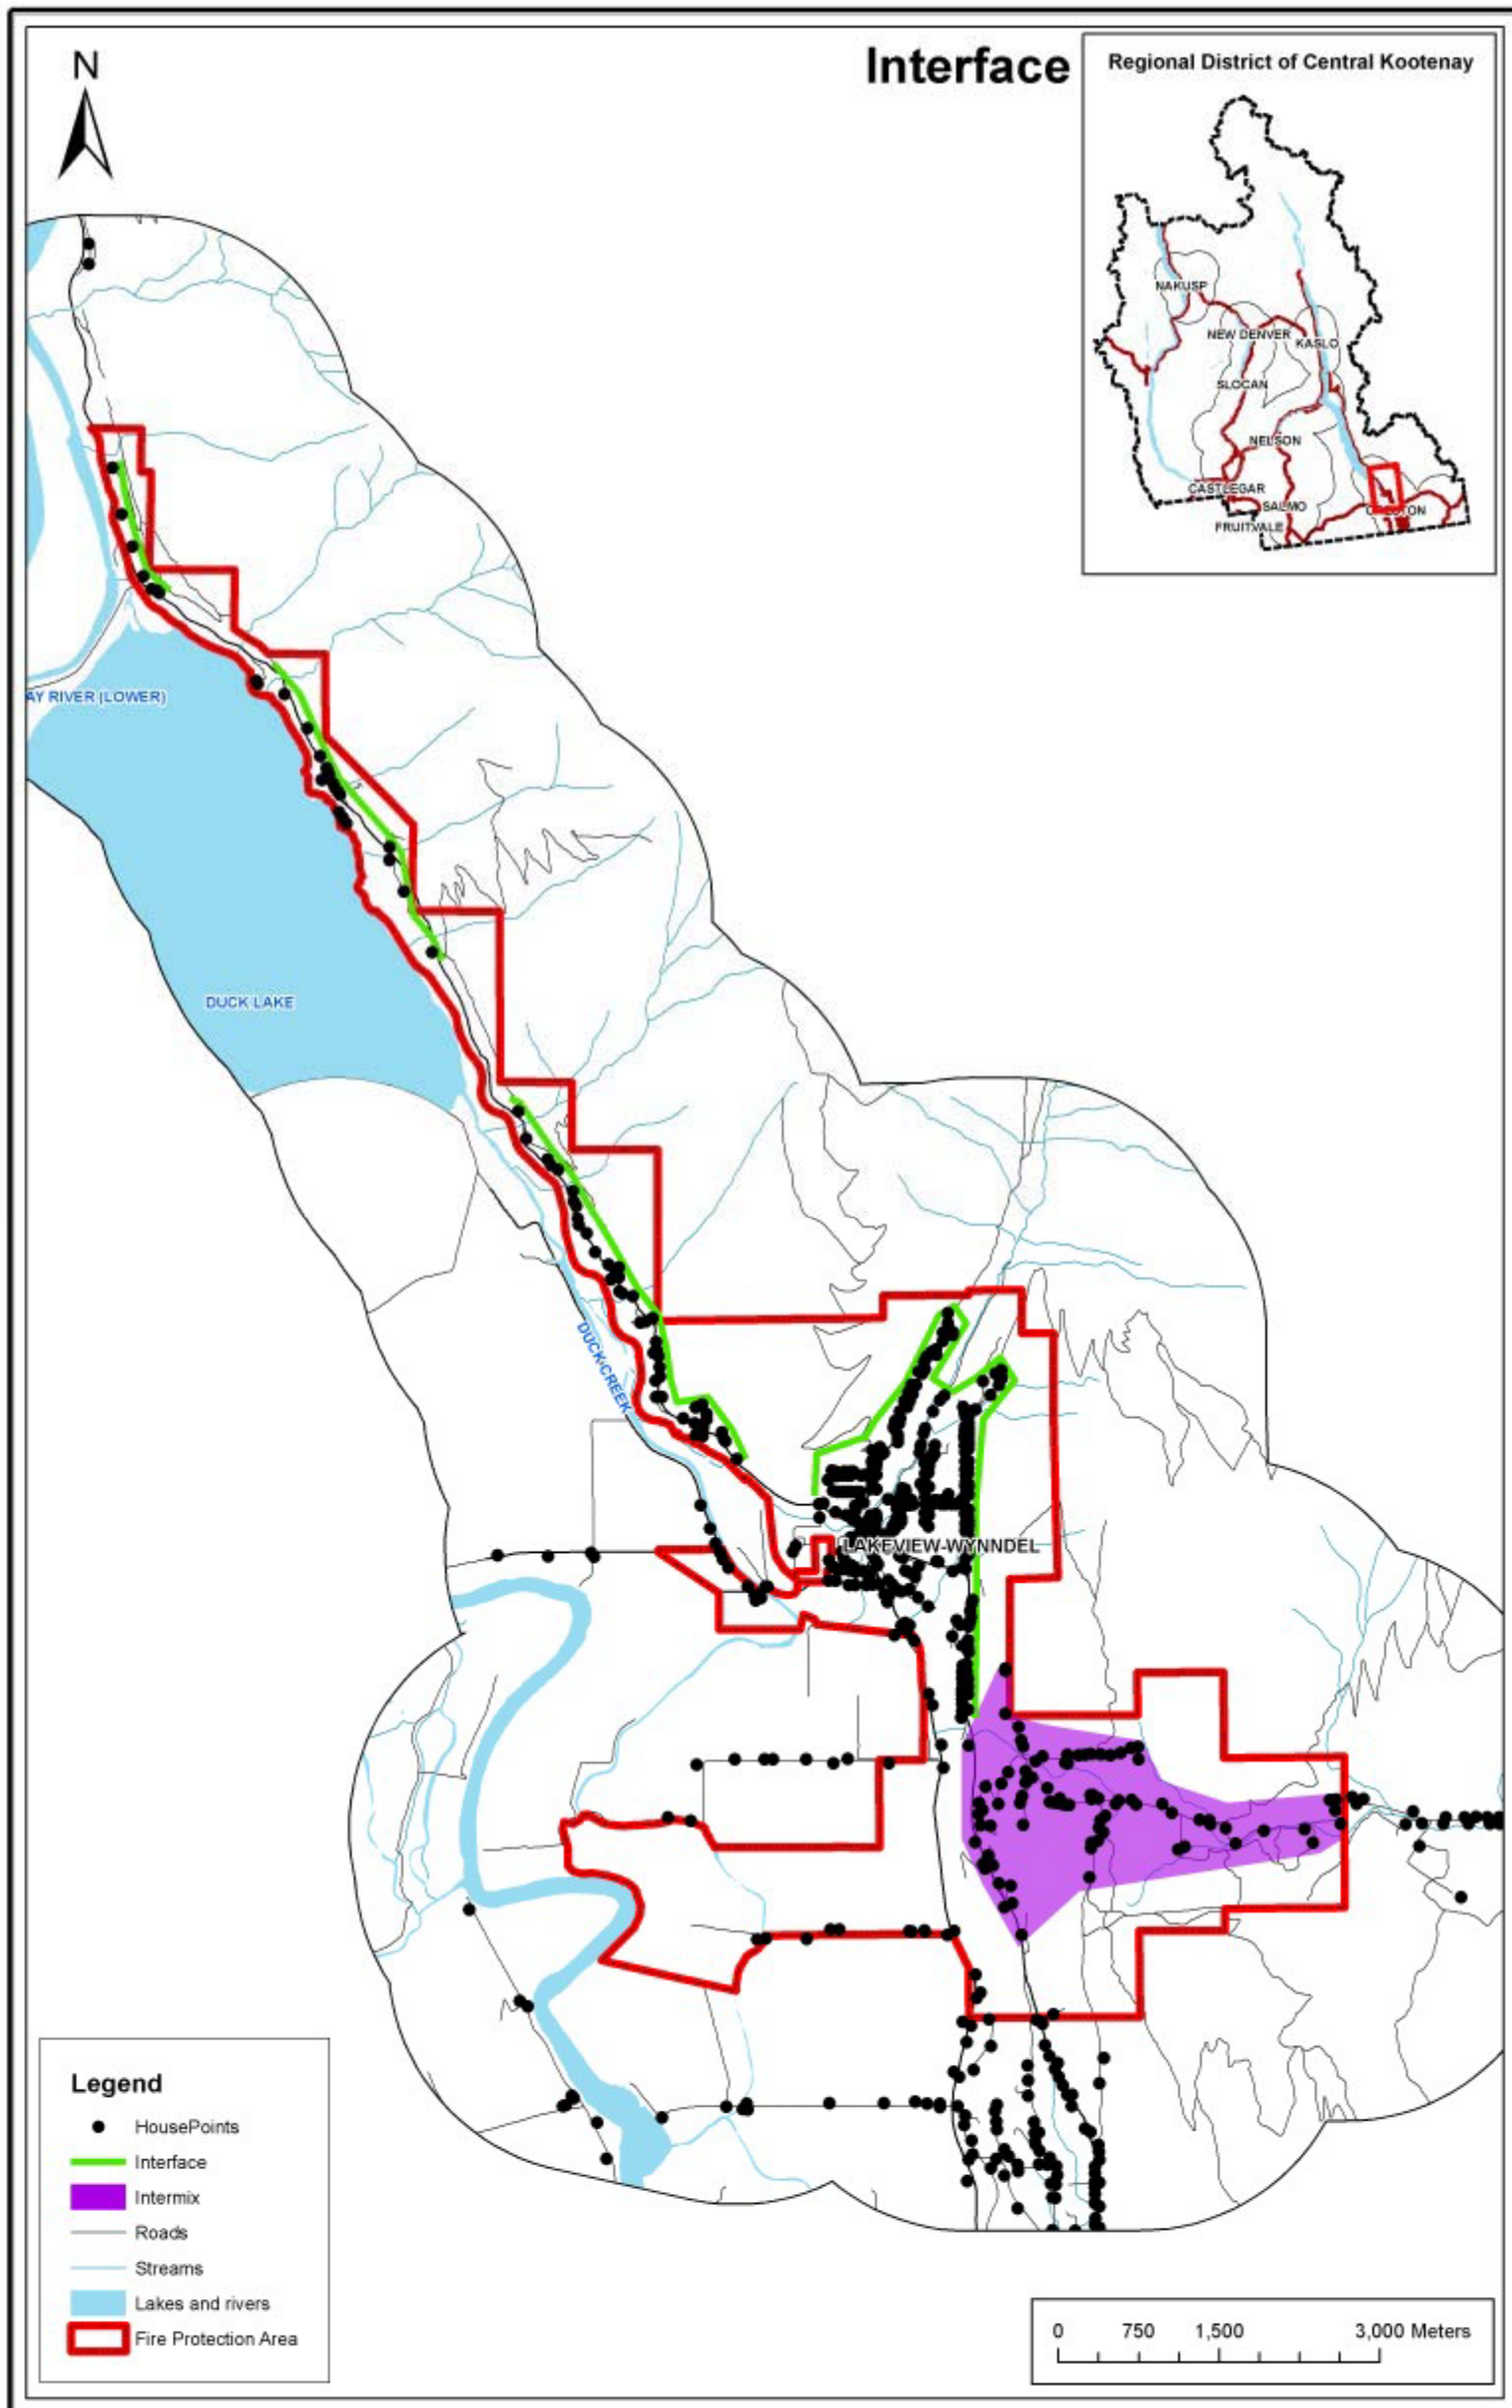 N
Interface
Regional District of Central Kootenay
NAKUSP
NEW DENVER
KASLO
SLOCAN
NELSON
CASTLEGAR
SALMO
CRESTON
FRUITVALE
AY RIVER (LOWER)
DUCK LAKE
DUCK CREEK
LAKEVIEW-WYNNDEL
Legend
HousePoints
Interface
Intermix
Roads
Streams
Lakes and rivers
Fire Protection Area
0 750 1,500 3,000 Meters